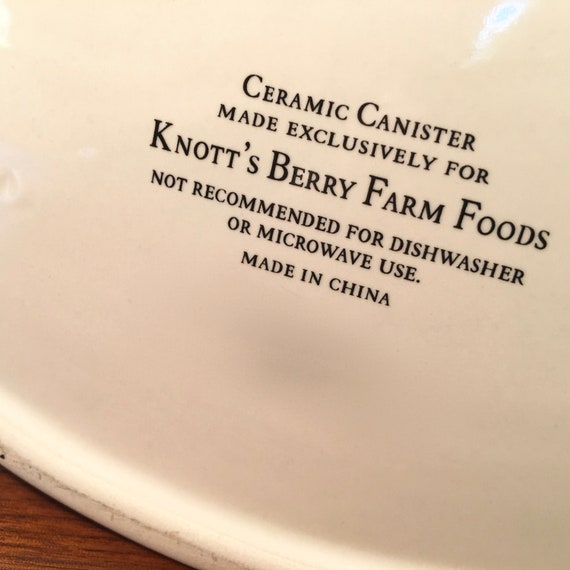 CERAMIC CANISTER
MADE EXCLUSIVELY FOR
KNOTT'S BERRY FARM FOODS
NOT RECOMMENDED FOR DISHWASHER
OR MICROWAVE USE.
MADE IN CHINA